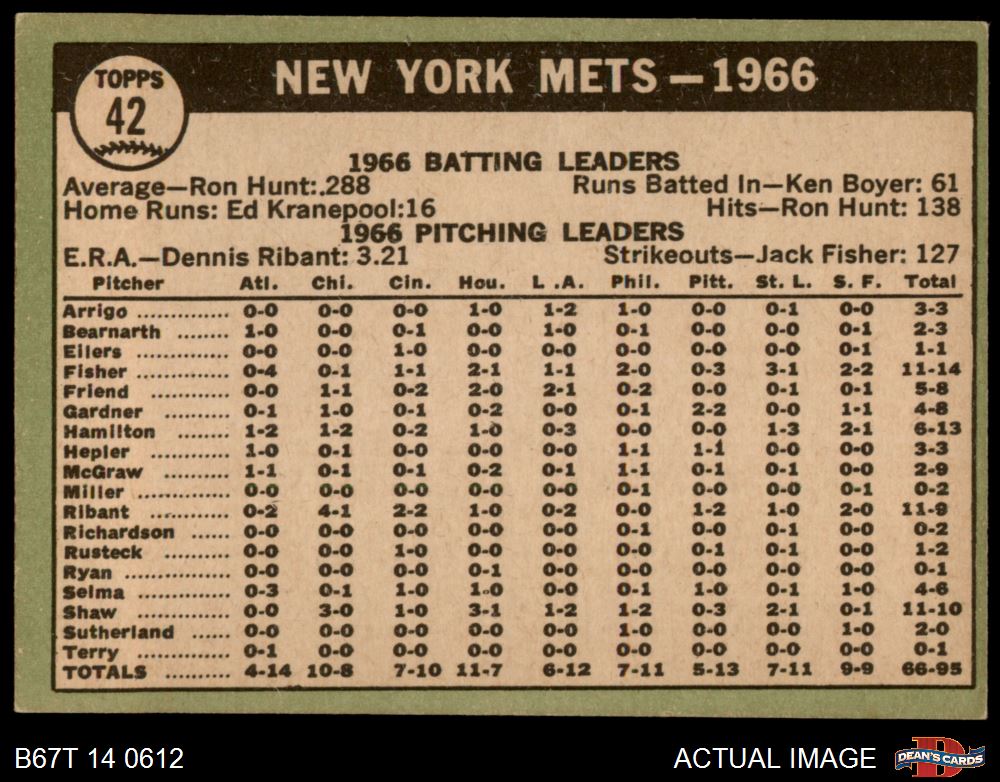 TOPPS
42
NEW YORK METS—1966
1966 BATTING LEADERS
Average—Ron Hunt:.288 Runs Batted In—Ken Boyer: 61
Home Runs: Ed Kranepool:16 Hits—Ron Hunt: 138
1966 PITCHING LEADERS
E.R.A.—Dennis Ribant: 3.21 Strikeouts—Jack Fisher: 127
Pitcher Atl. Chi. Cin. Hou. L .A. Phil. Pitt. St. L. S. F. Total
Arrigo .............. 0-0 0-0 0-0 1-0 1-2 1-0 0-0 0-1 0-0 3-3
Bearnarth ........ 1-0 0-0 0-1 0-0 1-0 0-1 0-0 0-0 0-1 2-3
Eilers .............. 0-0 0-0 1-0 0-0 0-0 0-0 0-0 0-0 0-1 1-1
Fisher .............. 0-4 0-1 1-1 2-1 1-1 2-0 0-3 3-1 2-2 11-14
Friend .............. 0-0 1-1 0-2 2-0 2-1 0-2 0-0 0-1 0-1 5-8
Gardner ........... 0-1 1-0 0-1 0-2 0-0 0-1 2-2 0-0 1-1 4-8
Hamilton ........ 1-2 1-2 0-2 1-0 0-3 0-0 0-0 1-3 2-1 6-13
Hepler .............. 1-0 0-1 0-0 0-0 0-0 1-1 1-1 0-0 0-0 3-3
McGraw ........... 1-1 0-1 0-1 0-2 0-1 1-1 0-1 0-1 0-0 2-9
Miller .............. 0-0 0-0 0-0 0-0 0-0 0-1 0-0 0-0 0-1 0-2
Ribant .............. 0-2 4-1 2-2 1-0 0-2 0-0 1-2 1-0 2-0 11-9
Richardson ...... 0-0 0-0 0-0 0-0 0-0 0-1 0-0 0-1 0-0 0-2
Rusteck ........... 0-0 0-0 1-0 0-0 0-0 0-0 0-1 0-1 0-0 1-2
Ryan ................ 0-0 0-0 0-0 0-1 0-0 0-0 0-0 0-0 0-0 0-1
Selma .............. 0-3 0-1 1-0 1-0 0-0 0-1 1-0 0-1 1-0 4-6
Shaw ................ 0-0 3-0 1-0 3-1 1-2 1-2 0-3 2-1 0-1 11-10
Sutherland ...... 0-0 0-0 0-0 0-0 0-0 1-0 0-0 0-0 1-0 2-0
Terry ................ 0-1 0-0 0-0 0-0 0-0 0-0 0-0 0-0 0-0 0-1
TOTALS .......... 4-14 10-8 7-10 11-7 6-12 7-11 5-13 7-11 9-9 66-95
B67T 14 0612 ACTUAL IMAGE D DEAN'S CARDS